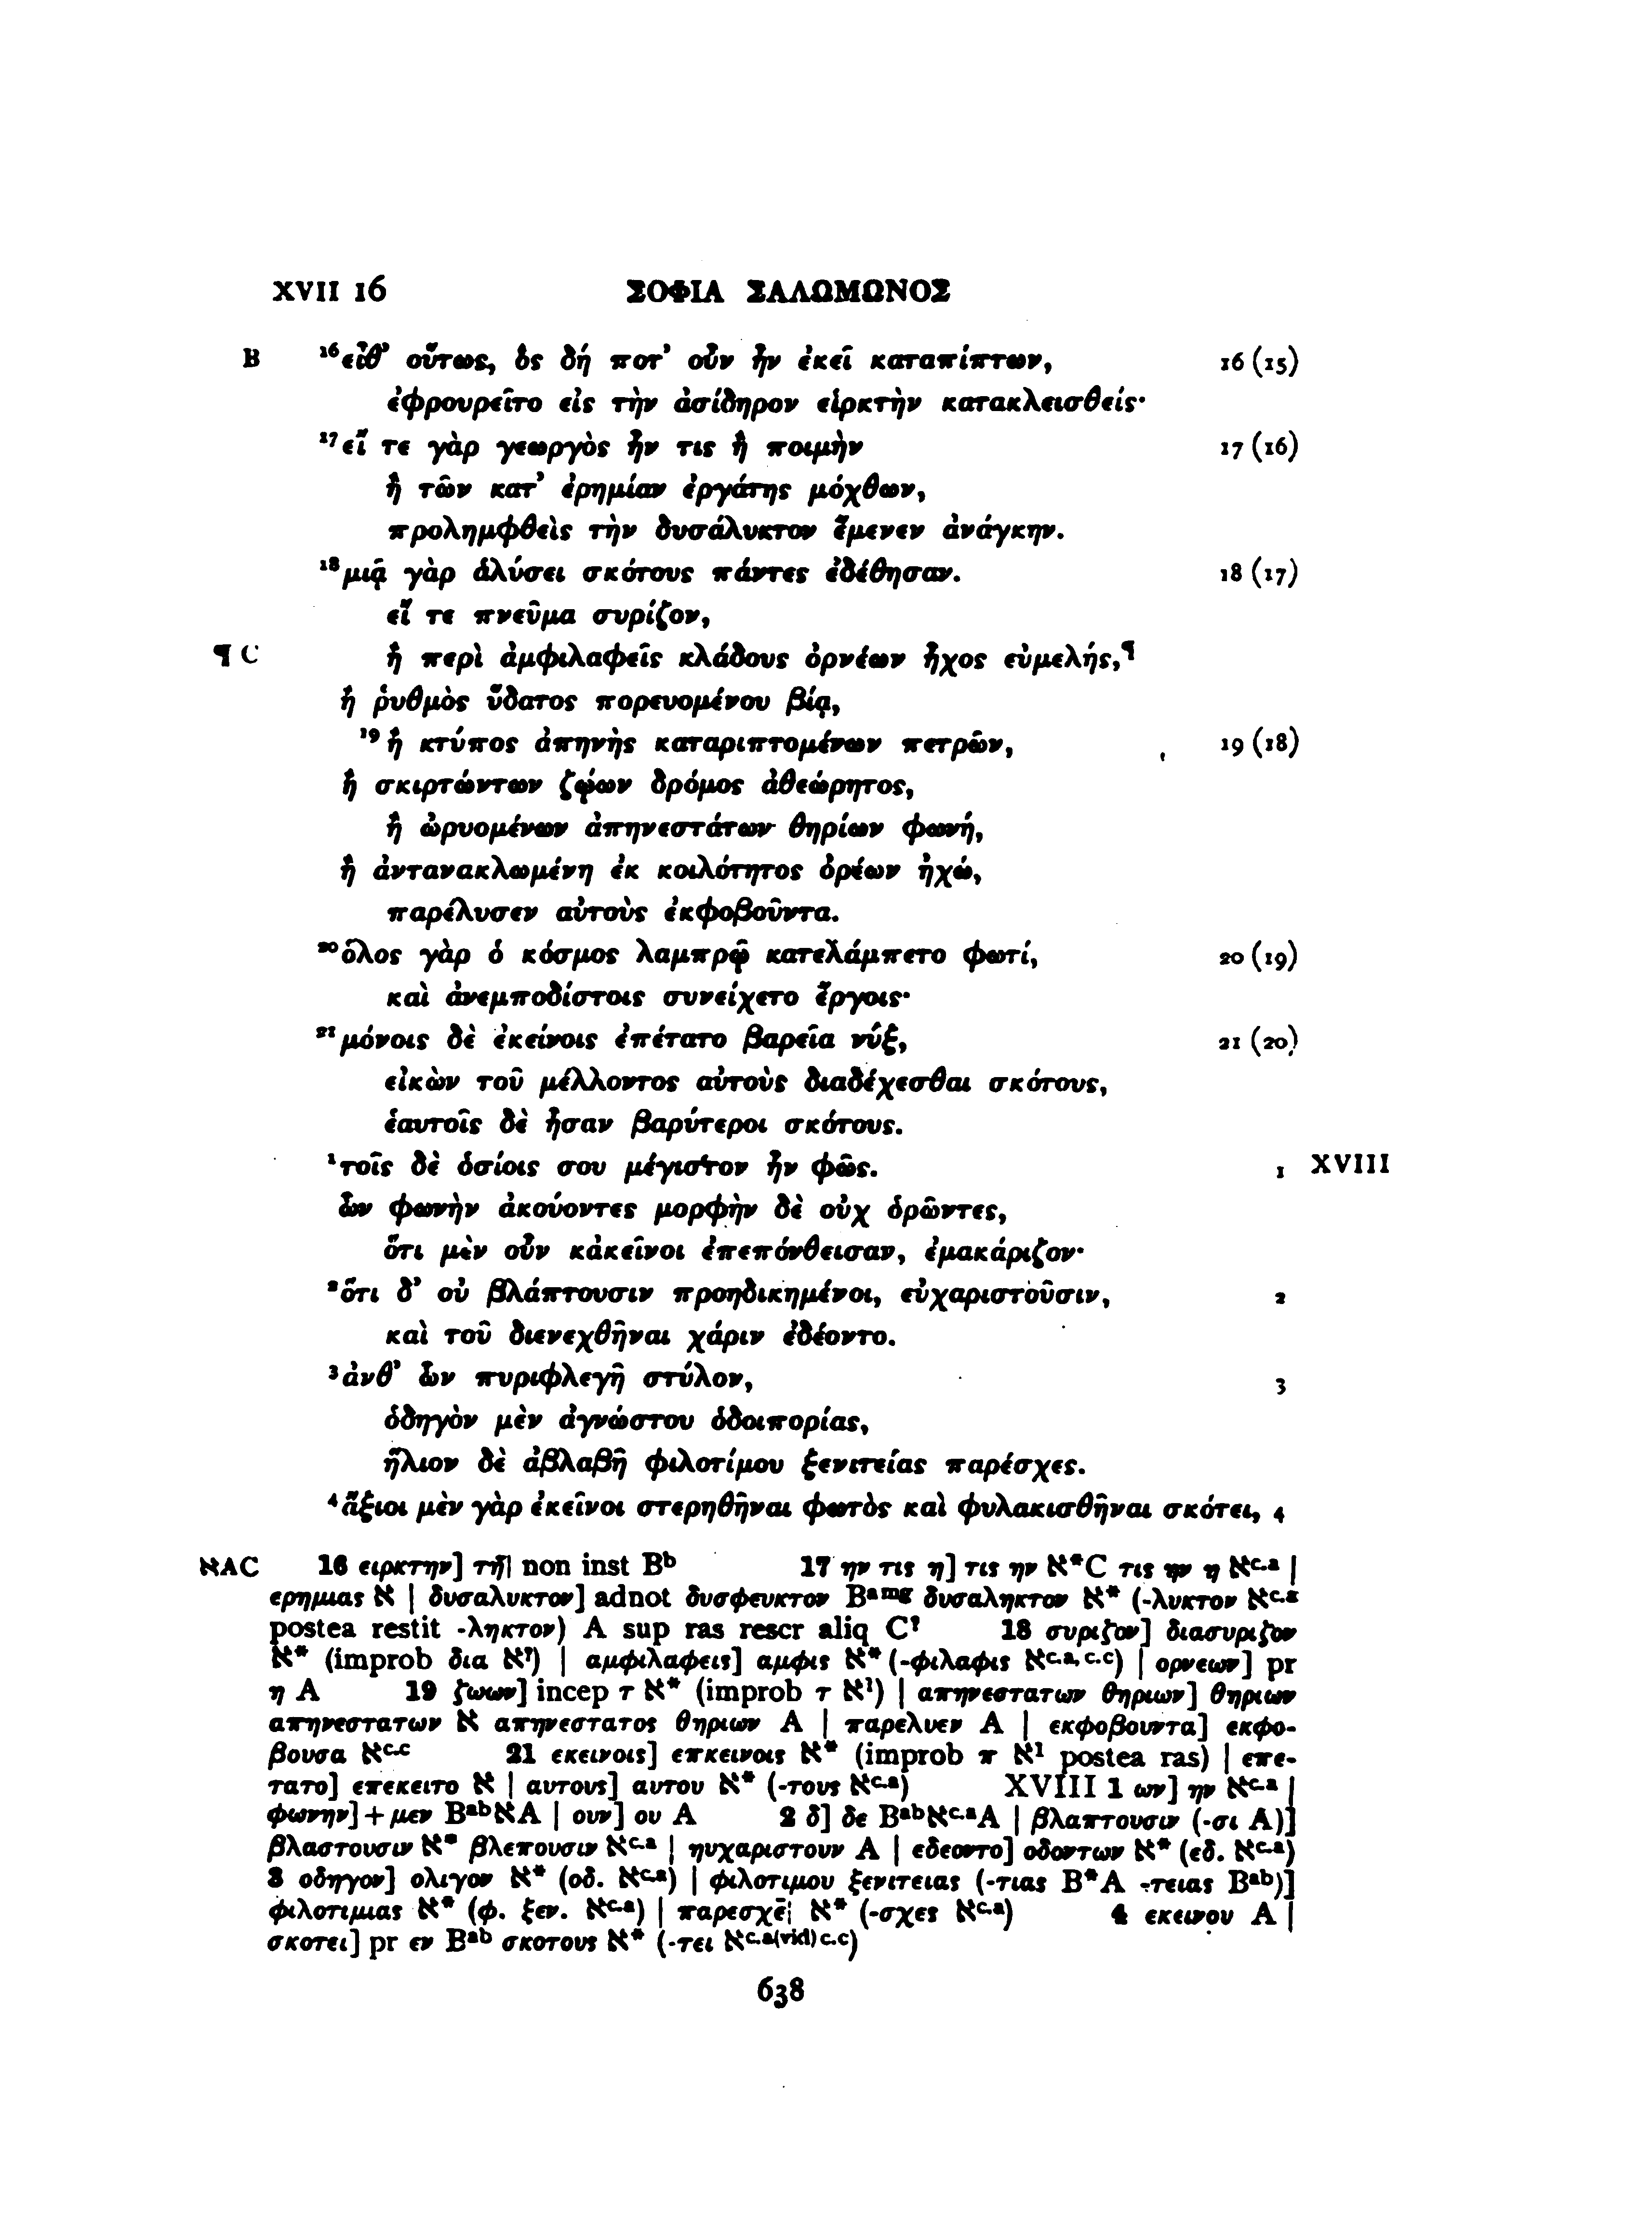 XVII 16 ΣΟΦΙΑ ΣΑΛΩΜΩΝΟΣ
B ¹⁶εἶθ’ οὕτως, ὃς δή ποτ’ οὖν ἦν ἐκεῖ καταπίπτων, 16 (15)
ἐφρουρεῖτο εἰς τὴν ἀσίδηρον εἱρκτὴν κατακλεισθείς·
¹⁷εἴ τε γὰρ γεωργὸς ἦν τις ἢ ποιμὴν 17 (16)
ἢ τῶν κατ’ ἐρημίαν ἐργάτης μόχθων,
προλημφθεὶς τὴν δυσάλυκτον ἔμενεν ἀνάγκην.
¹⁸μιᾷ γὰρ ἁλύσει σκότους πάντες ἐδέθησαν. 18 (17)
εἴ τε πνεῦμα συρίζον,
¶ C ἢ περὶ ἀμφιλαφεῖς κλάδους ὀρνέων ἦχος εὐμελής,¶
ἢ ῥυθμὸς ὕδατος πορευομένου βίᾳ,
¹⁹ἢ κτύπος ἀπηνὴς καταριπτομένων πετρῶν, 19 (18)
ἢ σκιρτώντων ζῴων δρόμος ἀθεώρητος,
ἢ ὠρυομένων ἀπηνεστάτων θηρίων φωνή,
ἢ ἀντανακλωμένη ἐκ κοιλότητος ὀρέων ἠχώ,
παρέλυσεν αὐτοὺς ἐκφοβοῦντα.
²⁰ὅλος γὰρ ὁ κόσμος λαμπρῷ κατελάμπετο φωτί, 20 (19)
καὶ ἀνεμποδίστοις συνείχετο ἔργοις·
²¹μόνοις δὲ ἐκείνοις ἐπέτατο βαρεῖα νύξ, 21 (20)
εἰκὼν τοῦ μέλλοντος αὐτοὺς διαδέχεσθαι σκότους,
ἑαυτοῖς δὲ ἦσαν βαρύτεροι σκότους.
¹τοῖς δὲ ὁσίοις σου μέγιστον ἦν φῶς. 1 XVIII
ὧν φωνὴν ἀκούοντες μορφὴν δὲ οὐχ ὁρῶντες,
ὅτι μὲν οὖν κἀκεῖνοι ἐπεπόνθεισαν, ἐμακάριζον·
²ὅτι δ’ οὐ βλάπτουσιν προηδικημένοι, εὐχαριστοῦσιν, 2
καὶ τοῦ διενεχθῆναι χάριν ἐδέοντο.
³ἀνθ’ ὧν πυριφλεγῆ στύλον, 3
ὁδηγὸν μὲν ἀγνώστου ὁδοιπορίας,
ἥλιον δὲ ἀβλαβῆ φιλοτίμου ξενιτείας παρέσχες.
⁴ἄξιοι μὲν γὰρ ἐκεῖνοι στερηθῆναι φωτὸς καὶ φυλακισθῆναι σκότει, 4
אAC 16 ειρκτην] τη̄| non inst Bᵇ 17 ην τις η] τις ην א*C τις ην η אᶜ·ᵃ |
ερημιας א | δυσαλυκτον] adnot δυσφευκτον Bᵃᵐᵍ δυσαληκτον א* (-λυκτον אᶜ·ᵃ
postea restit -ληκτον) A sup ras rescr aliq C? 18 συριζον] διασυριζον
א* (improb δια א?) | αμφιλαφεις] αμφις א* (-φιλαφις אᶜ·ᵃ, ᶜ·ᶜ) | ορνεων] pr
η A 19 ζωων] incep τ א* (improb τ א¹) | απηνεστατων θηριων] θηριων
απηνεστατων א απηνεστατος θηριων A | παρελυεν A | εκφοβουντα] εκφο-
βουσα אᶜ·ᶜ 21 εκεινοις] επκεινοις א* (improb π א¹ postea ras) | επε-
τατο] επεκειτο א | αυτους] αυτου א* (-τους אᶜ·ᵃ) XVIII 1 ων] ην אᶜ·ᵃ |
φωνην] + μεν BᵃᵇאA | ουν] ου A 2 δ] δε Bᵃᵇאᶜ·ᵃA | βλαπτουσιν (-σι A)]
βλαστουσιν א* βλεπουσιν אᶜ·ᵃ | ηυχαριστουν A | εδεοντο] οδοντων א* (εδ. אᶜ·ᵃ)
3 οδηγον] ολιγον א* (οδ. אᶜ·ᵃ) | φιλοτιμου ξενιτειας (-τιας B*A -τειας Bᵃᵇ)]
φιλοτιμιας א* (φ. ξεν. אᶜ·ᵃ) | παρεσχε̄| א* (-σχες אᶜ·ᵃ) 4 εκεινου A |
σκοτει] pr εν Bᵃᵇ σκοτους א* (-τει אᶜ·ᵃ⁽ᵛⁱᵈ⁾ ᶜ·ᶜ)
638